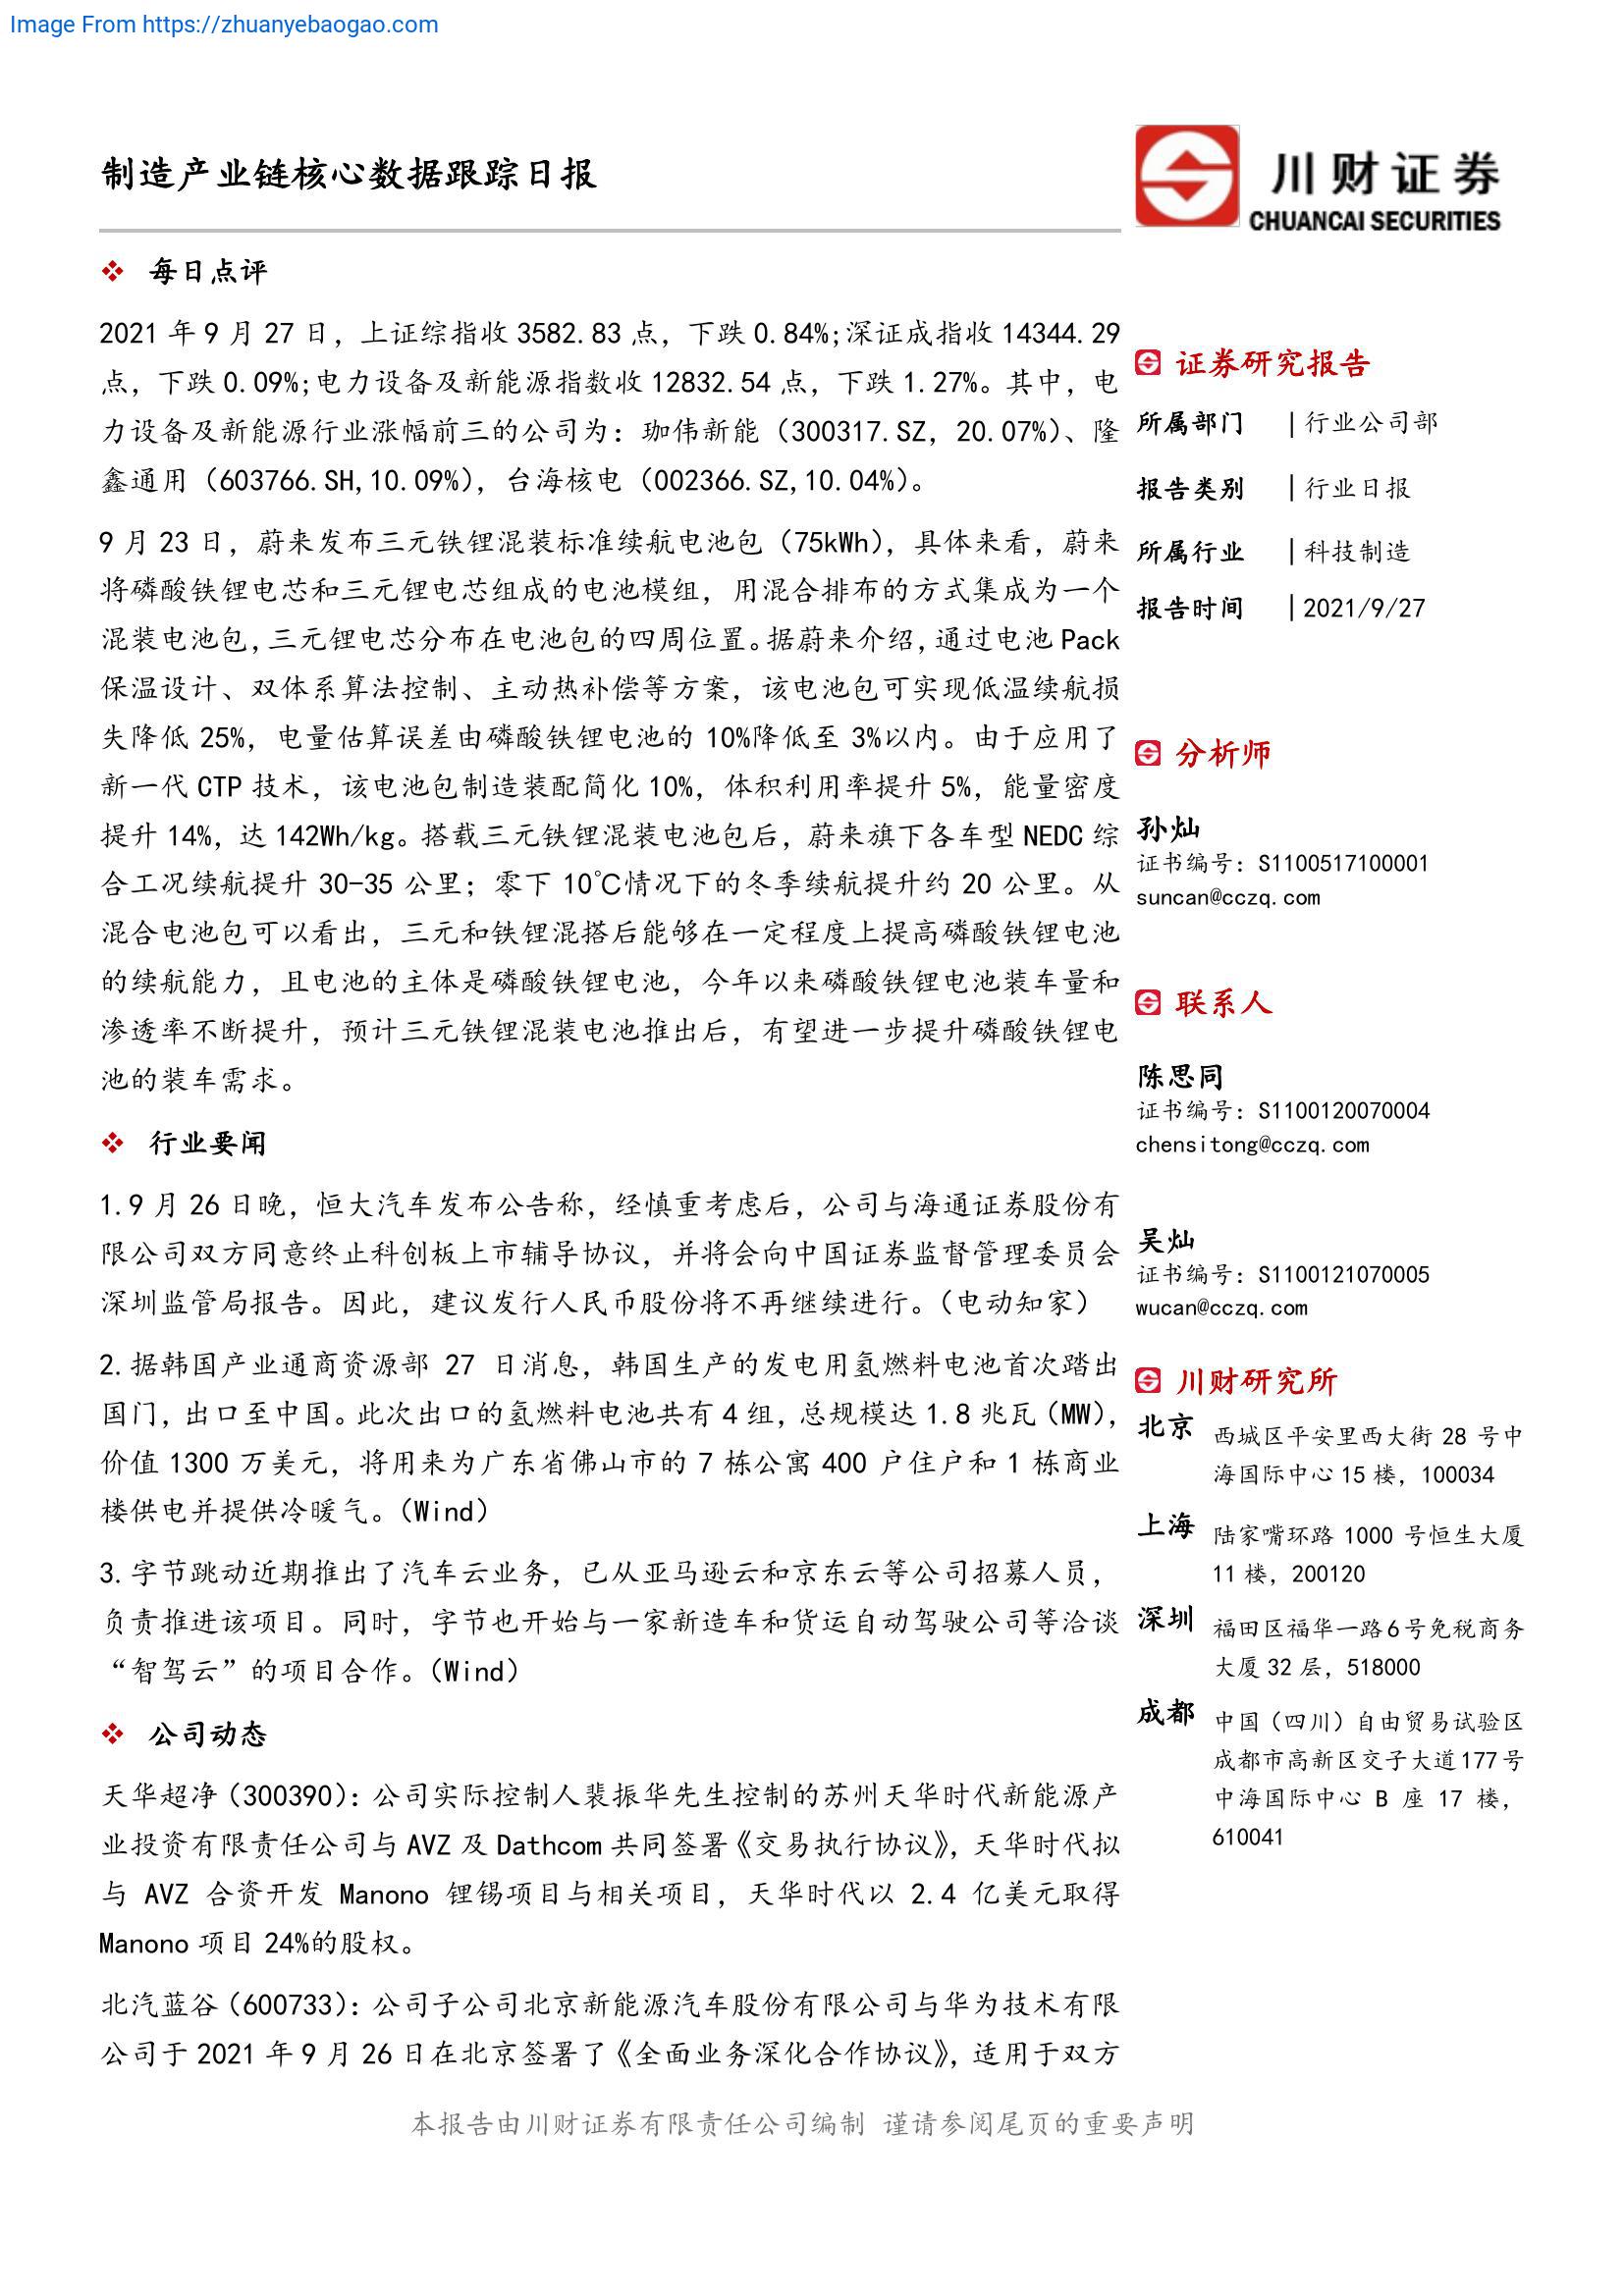 Image From https://zhuanyebaogao.com
制造产业链核心数据跟踪日报
川财证券
CHUANCAI SECURITIES
每日点评
2021 年 9 月 27 日，上证综指收 3582.83 点，下跌 0.84%;深证成指收 14344.29
点，下跌 0.09%;电力设备及新能源指数收 12832.54 点，下跌 1.27%。其中，电
力设备及新能源行业涨幅前三的公司为：珈伟新能（300317.SZ，20.07%）、隆
鑫通用（603766.SH,10.09%），台海核电（002366.SZ,10.04%）。
9 月 23 日，蔚来发布三元铁锂混装标准续航电池包（75kWh），具体来看，蔚来
将磷酸铁锂电芯和三元锂电芯组成的电池模组，用混合排布的方式集成为一个
混装电池包，三元锂电芯分布在电池包的四周位置。据蔚来介绍，通过电池 Pack
保温设计、双体系算法控制、主动热补偿等方案，该电池包可实现低温续航损
失降低 25%，电量估算误差由磷酸铁锂电池的 10%降低至 3%以内。由于应用了
新一代 CTP 技术，该电池包制造装配简化 10%，体积利用率提升 5%，能量密度
提升 14%，达 142Wh/kg。搭载三元铁锂混装电池包后，蔚来旗下各车型 NEDC 综
合工况续航提升 30-35 公里；零下 10℃情况下的冬季续航提升约 20 公里。从
混合电池包可以看出，三元和铁锂混搭后能够在一定程度上提高磷酸铁锂电池
的续航能力，且电池的主体是磷酸铁锂电池，今年以来磷酸铁锂电池装车量和
渗透率不断提升，预计三元铁锂混装电池推出后，有望进一步提升磷酸铁锂电
池的装车需求。
行业要闻
1.9 月 26 日晚，恒大汽车发布公告称，经慎重考虑后，公司与海通证券股份有
限公司双方同意终止科创板上市辅导协议，并将会向中国证券监督管理委员会
深圳监管局报告。因此，建议发行人民币股份将不再继续进行。（电动知家）
2.据韩国产业通商资源部 27 日消息，韩国生产的发电用氢燃料电池首次踏出
国门，出口至中国。此次出口的氢燃料电池共有 4 组，总规模达 1.8 兆瓦（MW），
价值 1300 万美元，将用来为广东省佛山市的 7 栋公寓 400 户住户和 1 栋商业
楼供电并提供冷暖气。（Wind）
3.字节跳动近期推出了汽车云业务，已从亚马逊云和京东云等公司招募人员，
负责推进该项目。同时，字节也开始与一家新造车和货运自动驾驶公司等洽谈
“智驾云”的项目合作。（Wind）
公司动态
天华超净（300390）：公司实际控制人裴振华先生控制的苏州天华时代新能源产
业投资有限责任公司与 AVZ 及 Dathcom 共同签署《交易执行协议》，天华时代拟
与 AVZ 合资开发 Manono 锂锡项目与相关项目，天华时代以 2.4 亿美元取得
Manono 项目 24%的股权。
北汽蓝谷（600733）：公司子公司北京新能源汽车股份有限公司与华为技术有限
公司于 2021 年 9 月 26 日在北京签署了《全面业务深化合作协议》，适用于双方
证券研究报告
所属部门 | 行业公司部
报告类别 | 行业日报
所属行业 | 科技制造
报告时间 | 2021/9/27
分析师
孙灿
证书编号：S1100517100001
suncan@cczq.com
联系人
陈思同
证书编号：S1100120070004
chensitong@cczq.com
吴灿
证书编号：S1100121070005
wucan@cczq.com
川财研究所
北京 西城区平安里西大街 28 号中
海国际中心 15 楼，100034
上海 陆家嘴环路 1000 号恒生大厦
11 楼，200120
深圳 福田区福华一路 6 号免税商务
大厦 32 层，518000
成都 中国（四川）自由贸易试验区
成都市高新区交子大道 177 号
中海国际中心 B 座 17 楼，
610041
本报告由川财证券有限责任公司编制 谨请参阅尾页的重要声明